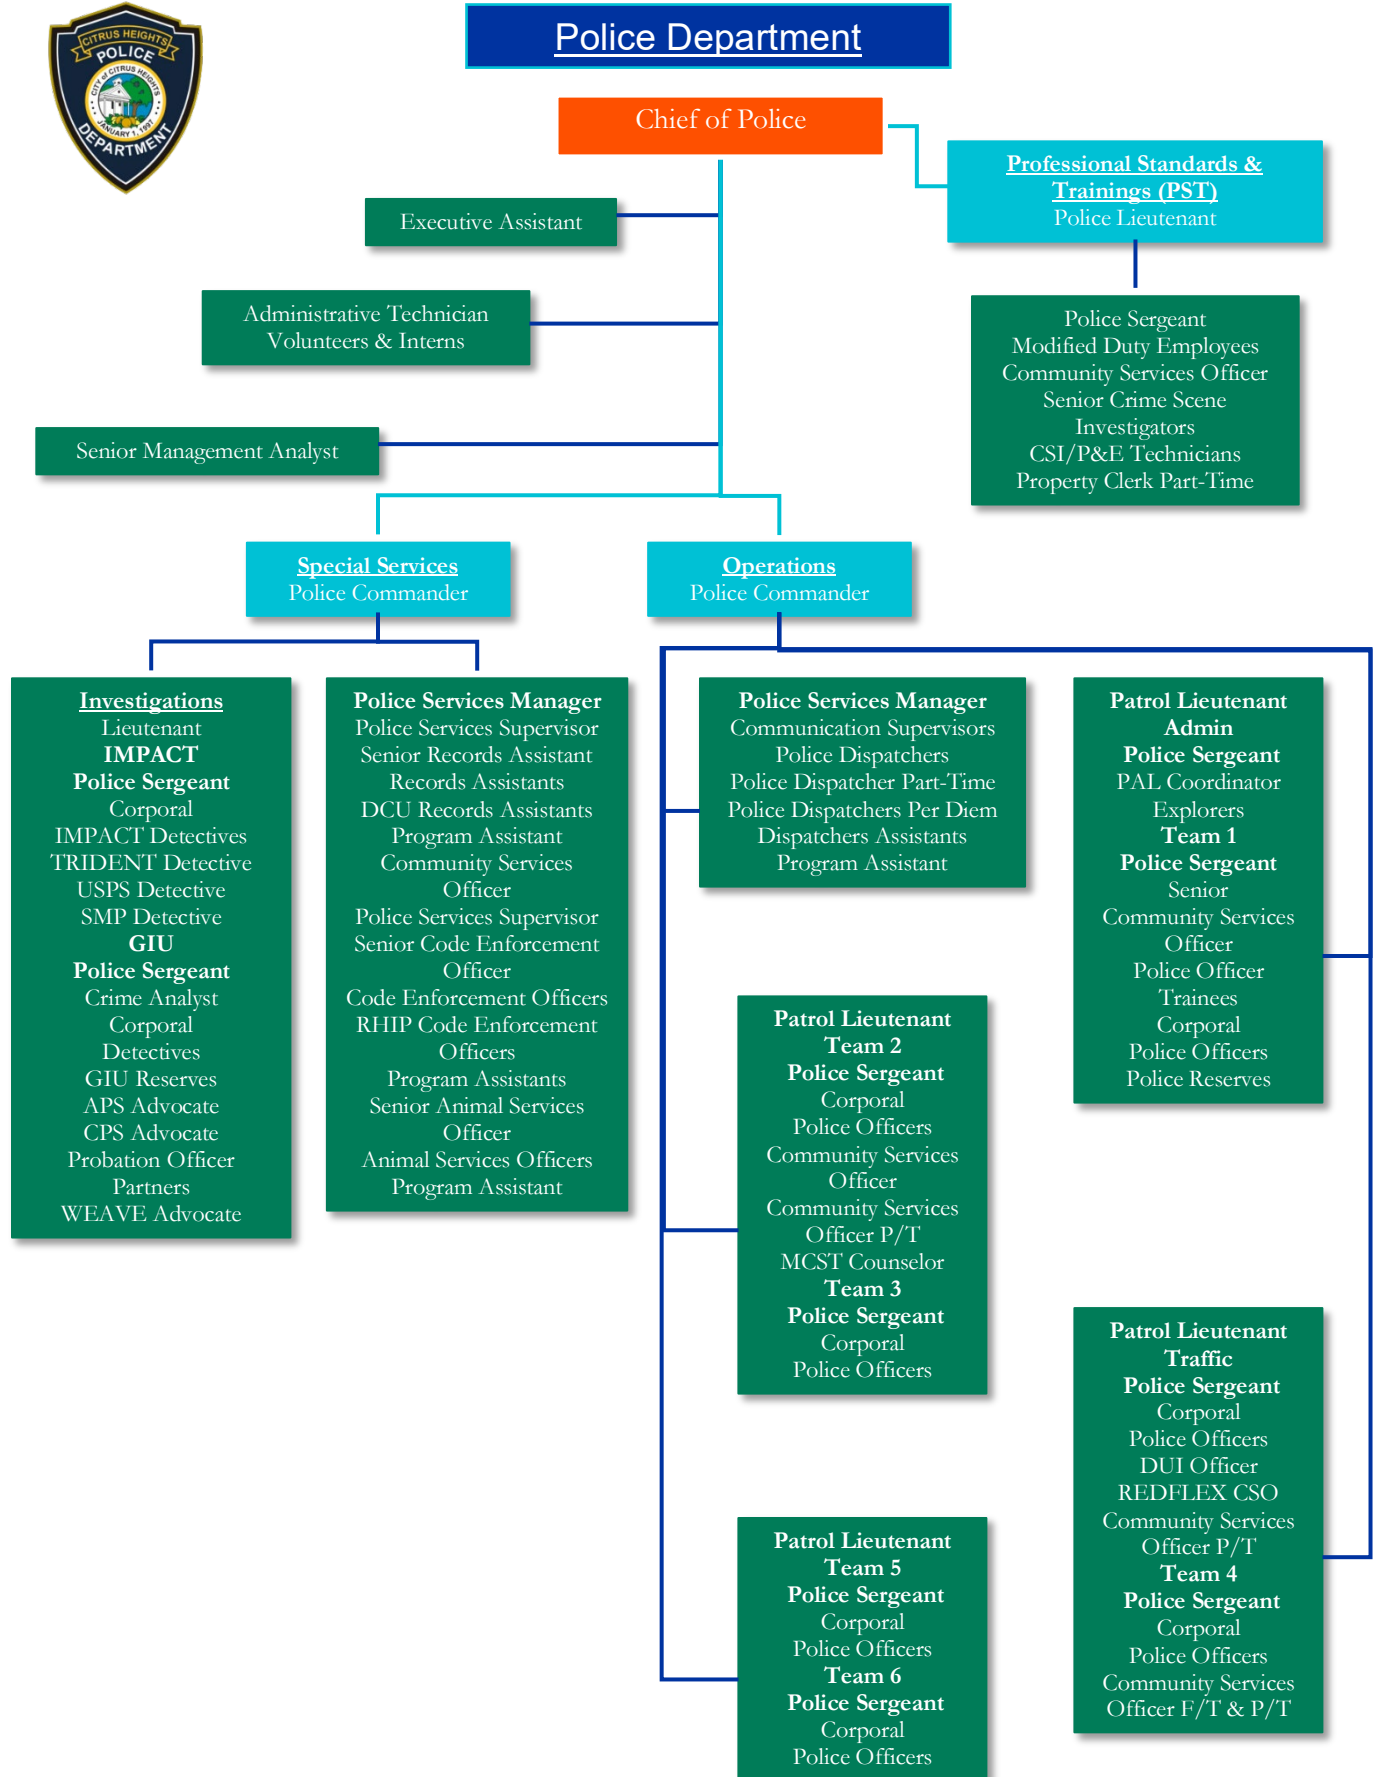 CITRUS HEIGHTS
POLICE
CITY of CITRUS HEIGHTS
JANUARY 1, 1997
DEPARTMENT
Police Department
Chief of Police
Professional Standards &
Trainings (PST)
Police Lieutenant
Executive Assistant
Administrative Technician
Volunteers & Interns
Police Sergeant
Modified Duty Employees
Community Services Officer
Senior Crime Scene
Investigators
CSI/P&E Technicians
Property Clerk Part-Time
Senior Management Analyst
Special Services
Police Commander
Operations
Police Commander
Investigations
Lieutenant
IMPACT
Police Sergeant
Corporal
IMPACT Detectives
TRIDENT Detective
USPS Detective
SMP Detective
GIU
Police Sergeant
Crime Analyst
Corporal
Detectives
GIU Reserves
APS Advocate
CPS Advocate
Probation Officer
Partners
WEAVE Advocate
Police Services Manager
Police Services Supervisor
Senior Records Assistant
Records Assistants
DCU Records Assistants
Program Assistant
Community Services
Officer
Police Services Supervisor
Senior Code Enforcement
Officer
Code Enforcement Officers
RHIP Code Enforcement
Officers
Program Assistants
Senior Animal Services
Officer
Animal Services Officers
Program Assistant
Police Services Manager
Communication Supervisors
Police Dispatchers
Police Dispatcher Part-Time
Police Dispatchers Per Diem
Dispatchers Assistants
Program Assistant
Patrol Lieutenant
Admin
Police Sergeant
PAL Coordinator
Explorers
Team 1
Police Sergeant
Senior
Community Services
Officer
Police Officer
Trainees
Corporal
Police Officers
Police Reserves
Patrol Lieutenant
Team 2
Police Sergeant
Corporal
Police Officers
Community Services
Officer
Community Services
Officer P/T
MCST Counselor
Team 3
Police Sergeant
Corporal
Police Officers
Patrol Lieutenant
Traffic
Police Sergeant
Corporal
Police Officers
DUI Officer
REDFLEX CSO
Community Services
Officer P/T
Team 4
Police Sergeant
Corporal
Police Officers
Community Services
Officer F/T & P/T
Patrol Lieutenant
Team 5
Police Sergeant
Corporal
Police Officers
Team 6
Police Sergeant
Corporal
Police Officers